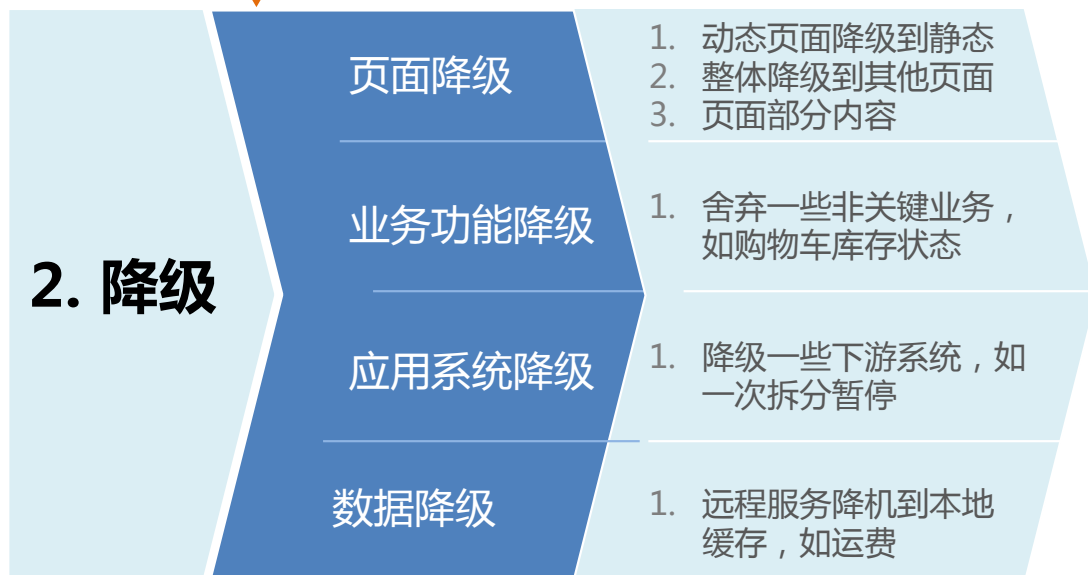 2. 降级
页面降级
1. 动态页面降级到静态
2. 整体降级到其他页面
3. 页面部分内容
业务功能降级
1. 舍弃一些非关键业务，
如购物车库存状态
应用系统降级
1. 降级一些下游系统，如
一次拆分暂停
数据降级
1. 远程服务降机到本地
缓存，如运费